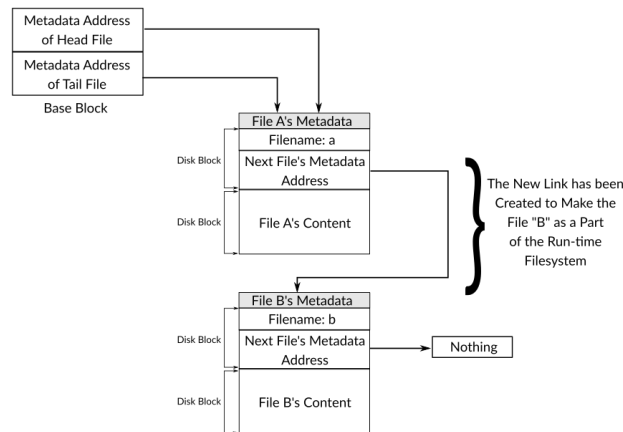 Metadata Address
of Head File
Metadata Address
of Tail File
Base Block
File A's Metadata
Filename: a
Disk Block
Next File's Metadata
Address
Disk Block
File A's Content
The New Link has been
Created to Make the
File "B" as a Part
of the Run-time
Filesystem
File B's Metadata
Filename: b
Disk Block
Next File's Metadata
Address
Nothing
Disk Block
File B's Content